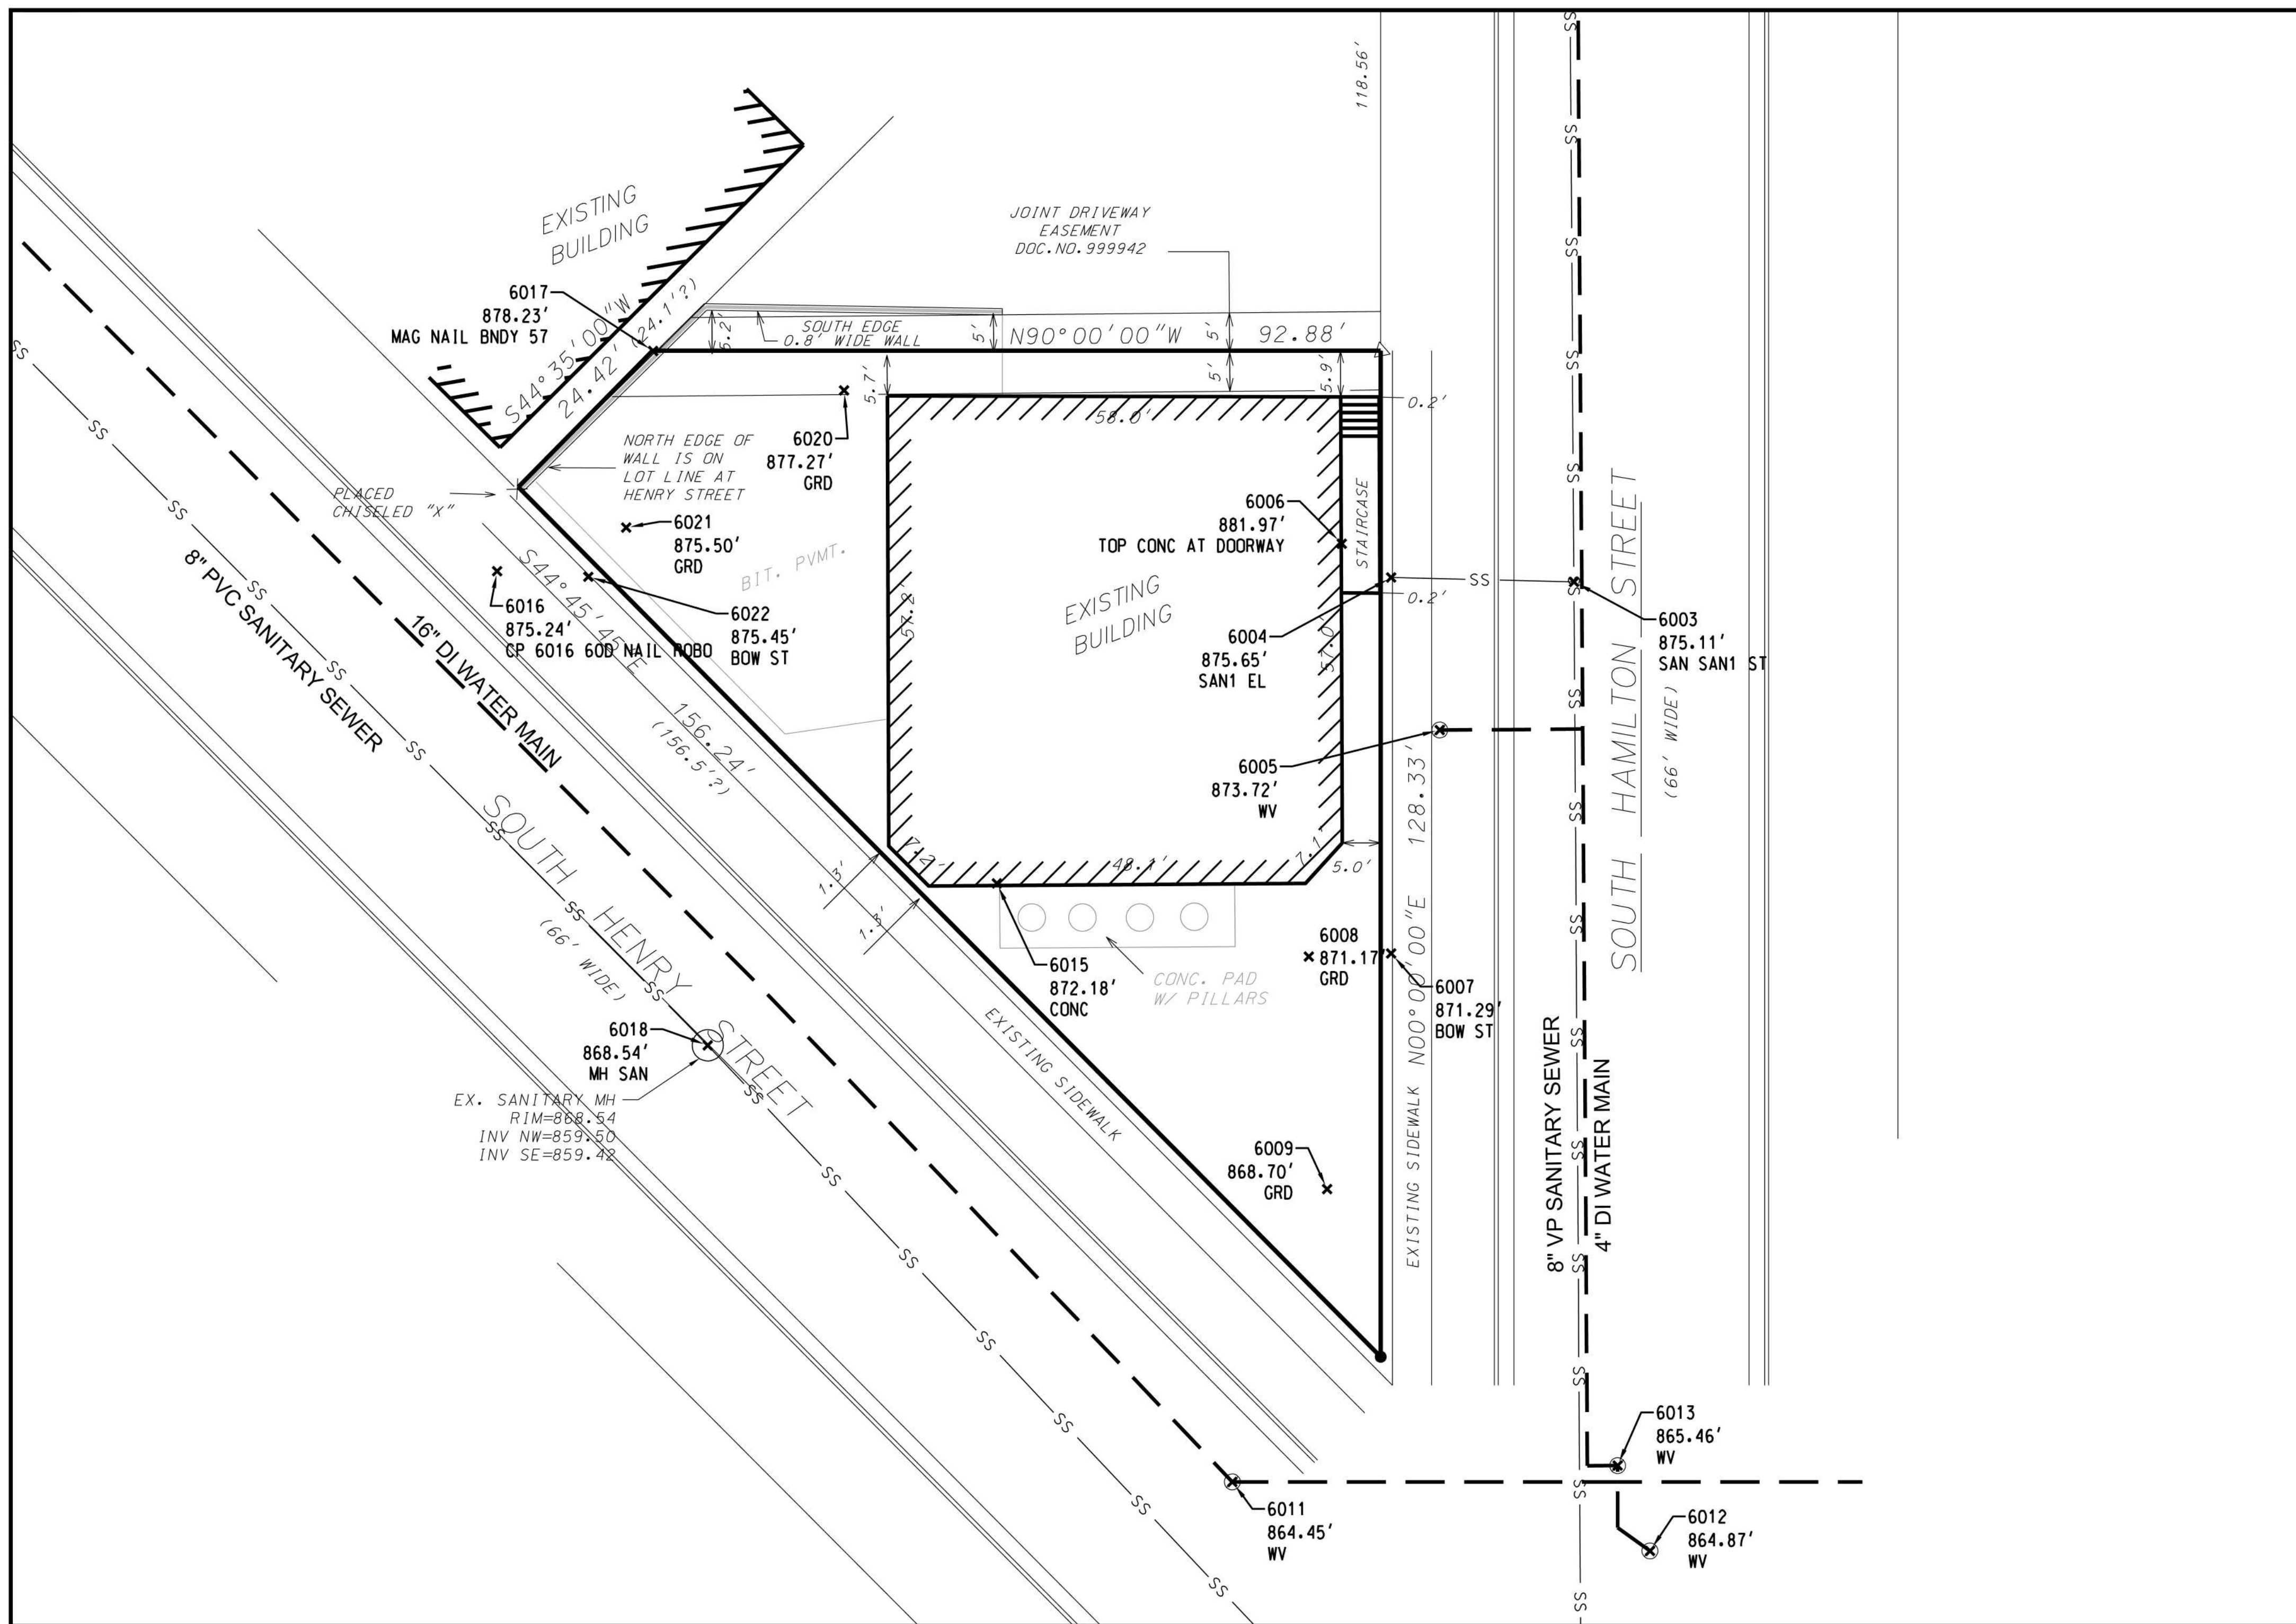 118.56'
EXISTING
BUILDING
JOINT DRIVEWAY
EASEMENT
DOC.NO.999942
6017
878.23'
MAG NAIL BNDY 57
S44°35'00"W
24.42' (24.1'?)
5.2'
SOUTH EDGE
0.8' WIDE WALL
5'
N90°00'00"W
5'
92.88'
5.7'
5'
5.9'
0.2'
58.0'
NORTH EDGE OF
WALL IS ON
LOT LINE AT
HENRY STREET
6020
877.27'
GRD
PLACED
CHISELED "X"
6021
875.50'
GRD
BIT. PVMT.
6006
881.97'
TOP CONC AT DOORWAY
STAIRCASE
SS
6016
875.24'
CP 6016 60D NAIL ROBO
6022
875.45'
BOW ST
S44°45'45"E
156.24'
(156.5'?)
57.2'
EXISTING
BUILDING
0.2'
57.0'
6004
875.65'
SAN1 EL
6003
875.11'
SAN SAN1 ST
SOUTH HAMILTON STREET
(66' WIDE)
8" PVC SANITARY SEWER
16" DI WATER MAIN
6005
873.72'
WV
128.33'
N00°00'00"E
SOUTH HENRY STREET
(66' WIDE)
7.2'
48.1'
7.1'
5.0'
1.3'
1.3'
6015
872.18'
CONC
CONC. PAD
W/ PILLARS
6008
871.17'
GRD
6007
871.29'
BOW ST
6018
868.54'
MH SAN
EX. SANITARY MH
RIM=868.54
INV NW=859.50
INV SE=859.42
EXISTING SIDEWALK
EXISTING SIDEWALK
8" VP SANITARY SEWER
4" DI WATER MAIN
6009
868.70'
GRD
6013
865.46'
WV
6011
864.45'
WV
6012
864.87'
WV